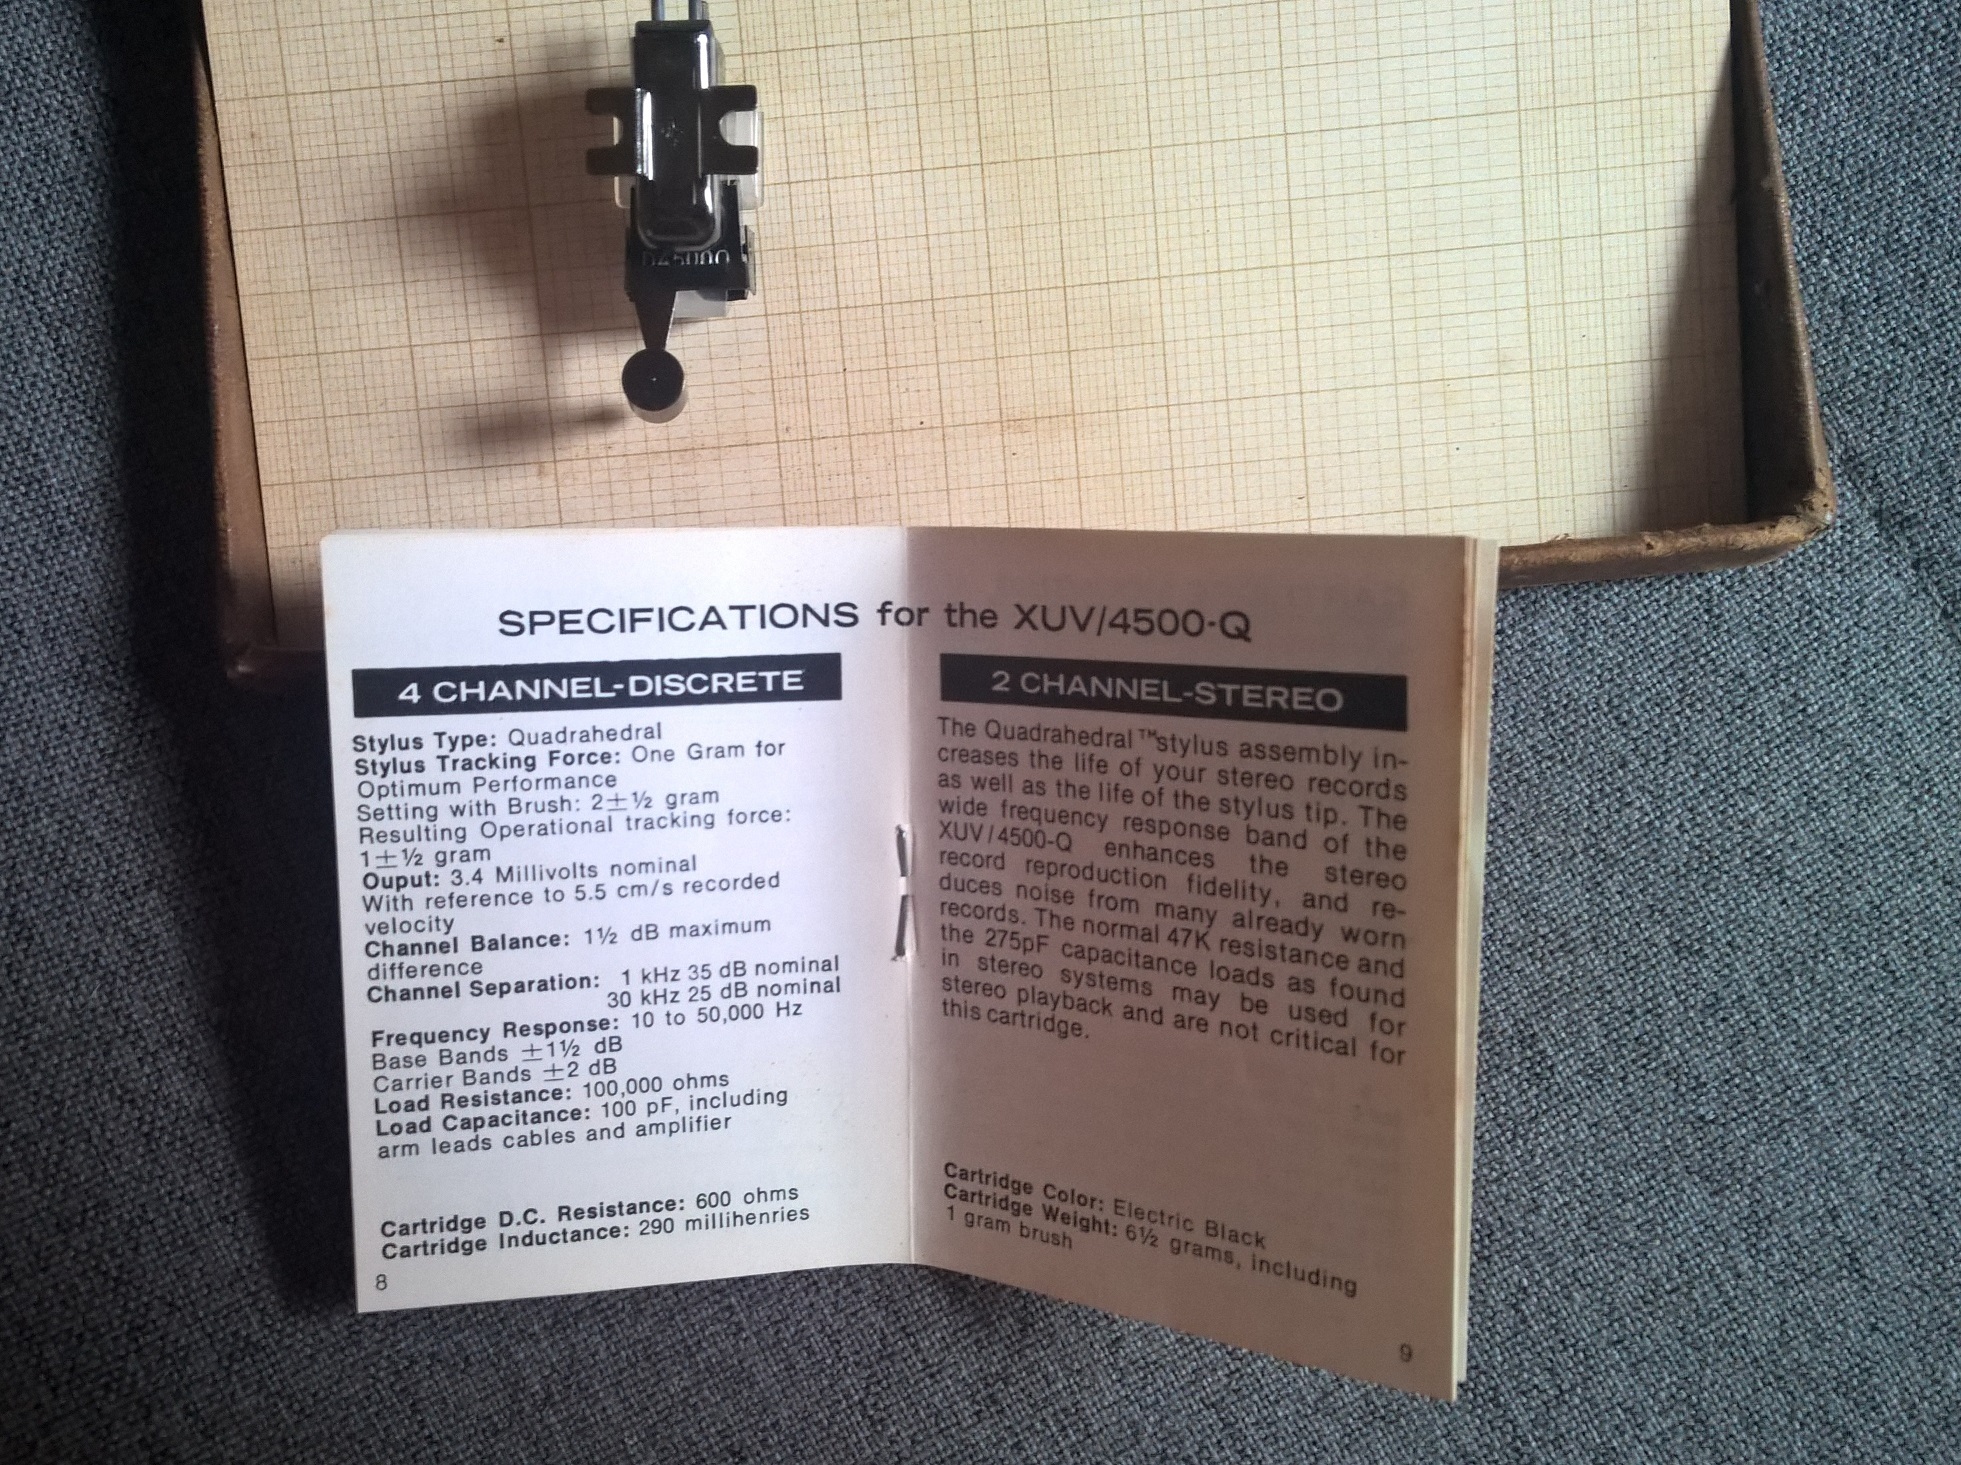 D4500Q
SPECIFICATIONS for the XUV/4500-Q
4 CHANNEL-DISCRETE
Stylus Type: Quadrahedral
Stylus Tracking Force: One Gram for
Optimum Performance
Setting with Brush: 2±½ gram
Resulting Operational tracking force:
1±½ gram
Ouput: 3.4 Millivolts nominal
With reference to 5.5 cm/s recorded
velocity
Channel Balance: 1½ dB maximum
difference
Channel Separation: 1 kHz 35 dB nominal
30 kHz 25 dB nominal
Frequency Response: 10 to 50,000 Hz
Base Bands ±1½ dB
Carrier Bands ±2 dB
Load Resistance: 100,000 ohms
Load Capacitance: 100 pF, including
arm leads cables and amplifier
Cartridge D.C. Resistance: 600 ohms
Cartridge Inductance: 290 millihenries
8
2 CHANNEL-STEREO
The Quadrahedral ™stylus assembly in-
creases the life of your stereo records
as well as the life of the stylus tip. The
wide frequency response band of the
XUV/4500-Q enhances the stereo
record reproduction fidelity, and re-
duces noise from many already worn
records. The normal 47K resistance and
the 275pF capacitance loads as found
in stereo systems may be used for
stereo playback and are not critical for
this cartridge.
Cartridge Color: Electric Black
Cartridge Weight: 6½ grams, including
1 gram brush
9